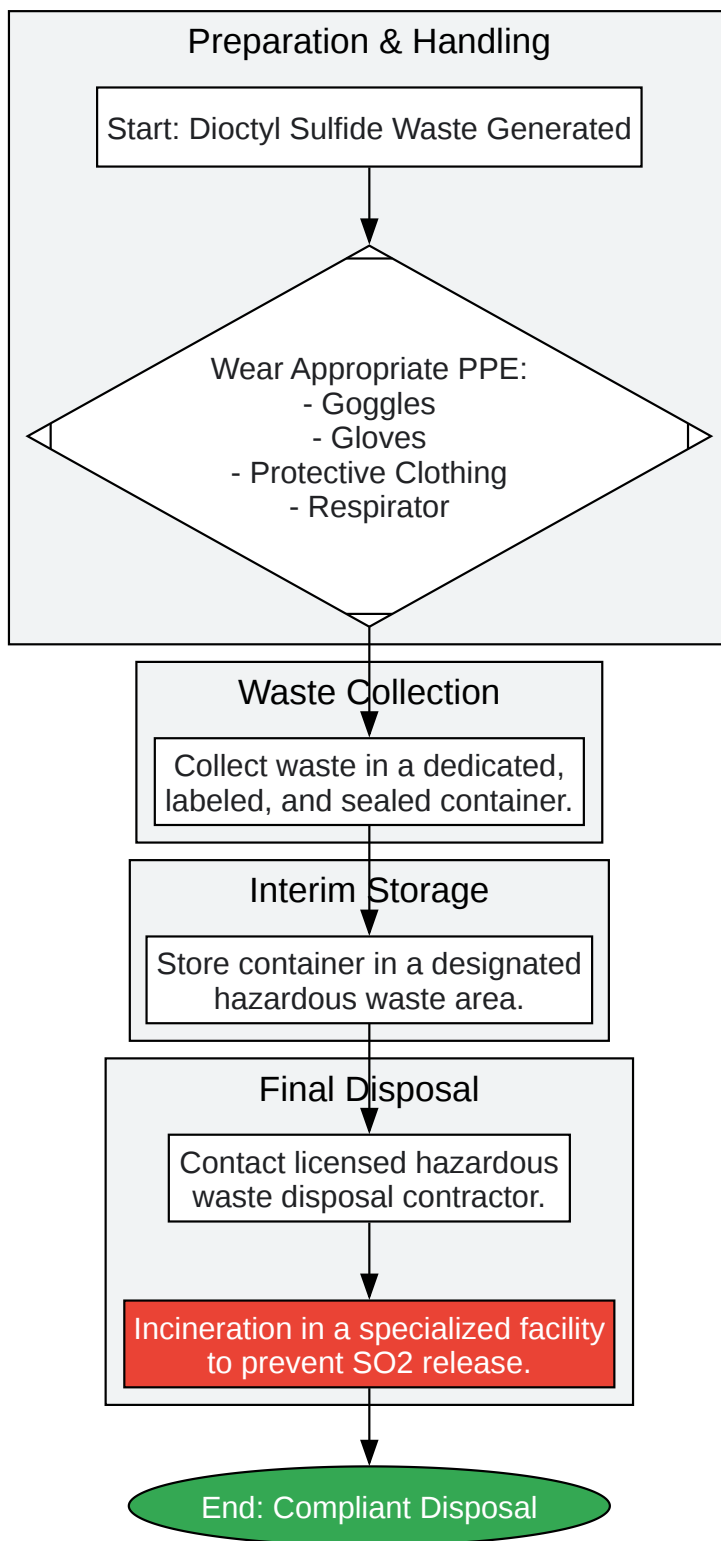 Preparation & Handling
Start: Dioctyl Sulfide Waste Generated
Wear Appropriate PPE:
- Goggles
- Gloves
- Protective Clothing
- Respirator
Waste Collection
Collect waste in a dedicated,
labeled, and sealed container.
Interim Storage
Store container in a designated
hazardous waste area.
Final Disposal
Contact licensed hazardous
waste disposal contractor.
Incineration in a specialized facility
to prevent SO2 release.
End: Compliant Disposal